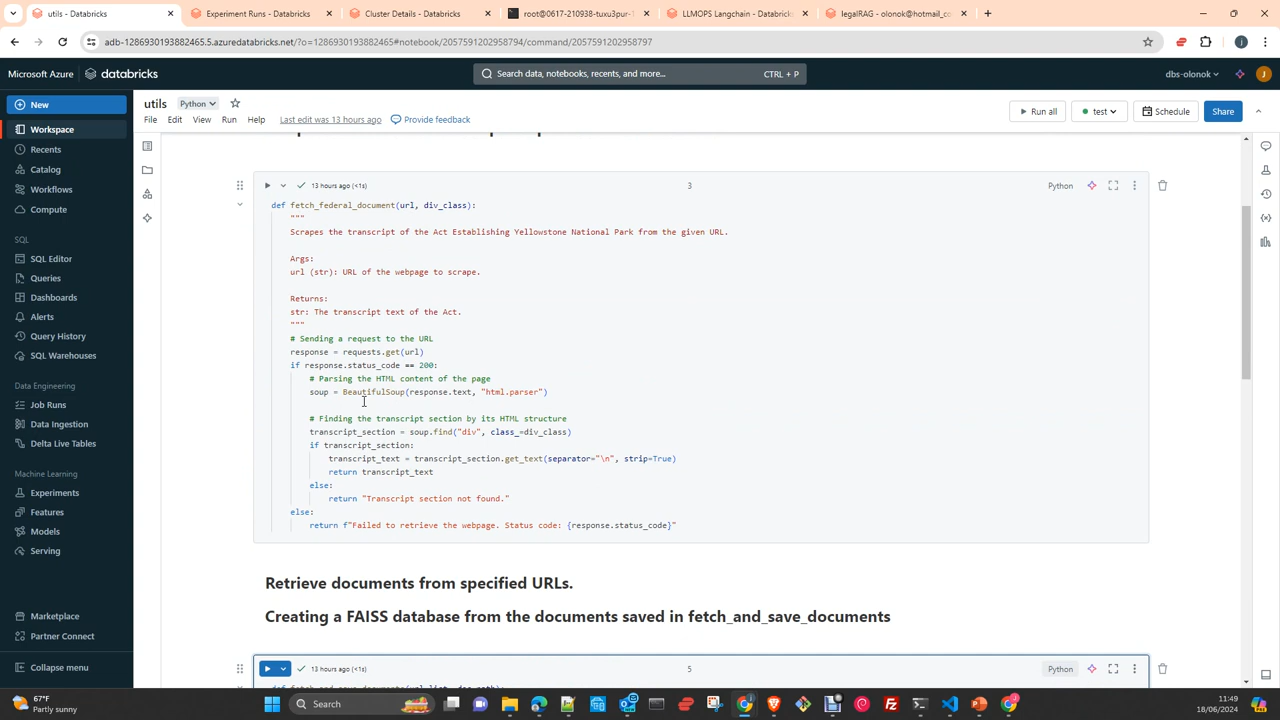 utils - Databricks
Experiment Runs - Databricks
Cluster Details - Databricks
root@0617-210938-tuxu3pur-1
LLMOPS Langchain - Databricks
legalRAG - olonok@hotmail_co
adb-1286930193882465.5.azuredatabricks.net/?o=1286930193882465#notebook/2057591202958794/command/2057591202958797
Microsoft Azure
databricks
Search data, notebooks, recents, and more...
CTRL + P
dbs-olonok
J
New
Workspace
Recents
Catalog
Workflows
Compute
SQL
SQL Editor
Queries
Dashboards
Alerts
Query History
SQL Warehouses
Data Engineering
Job Runs
Data Ingestion
Delta Live Tables
Machine Learning
Experiments
Features
Models
Serving
Marketplace
Partner Connect
Collapse menu
utils
Python
File
Edit
View
Run
Help
Last edit was 13 hours ago
Provide feedback
Run all
test
Schedule
Share
13 hours ago (<1s)
3
Python
def fetch_federal_document(url, div_class):
"""
Scrapes the transcript of the Act Establishing Yellowstone National Park from the given URL.
Args:
url (str): URL of the webpage to scrape.
Returns:
str: The transcript text of the Act.
"""
# Sending a request to the URL
response = requests.get(url)
if response.status_code == 200:
# Parsing the HTML content of the page
soup = BeautifulSoup(response.text, "html.parser")
# Finding the transcript section by its HTML structure
transcript_section = soup.find("div", class_=div_class)
if transcript_section:
transcript_text = transcript_section.get_text(separator="\n", strip=True)
return transcript_text
else:
return "Transcript section not found."
else:
return f"Failed to retrieve the webpage. Status code: {response.status_code}"
Retrieve documents from specified URLs.
Creating a FAISS database from the documents saved in fetch_and_save_documents
13 hours ago (<1s)
5
Python
67°F
Partly sunny
Search
11:49
18/06/2024